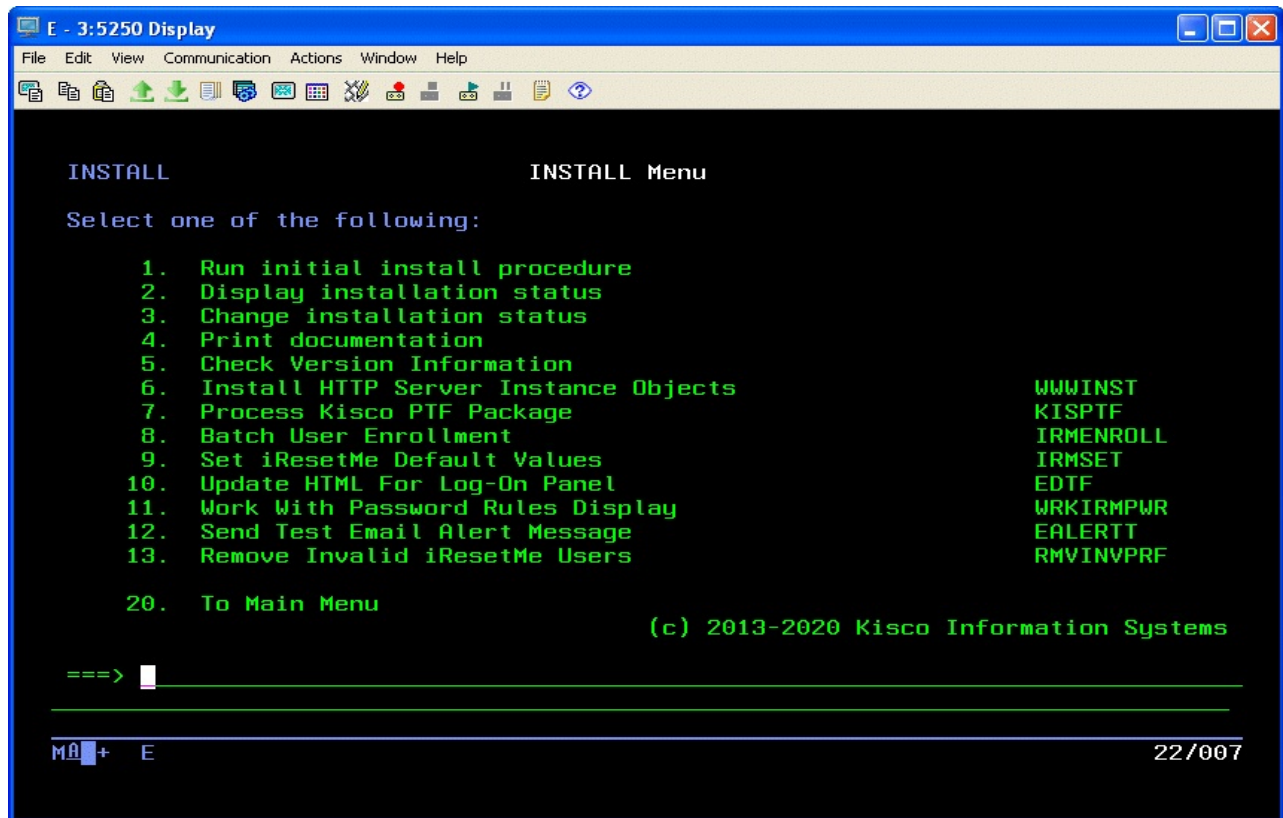 E - 3:5250 Display
File Edit View Communication Actions Window Help
INSTALL INSTALL Menu
Select one of the following:
1. Run initial install procedure
2. Display installation status
3. Change installation status
4. Print documentation
5. Check Version Information
6. Install HTTP Server Instance Objects WWWINST
7. Process Kisco PTF Package KISPTF
8. Batch User Enrollment IRMENROLL
9. Set iResetMe Default Values IRMSET
10. Update HTML For Log-On Panel EDTF
11. Work With Password Rules Display WRKIRMPWR
12. Send Test Email Alert Message EALERTT
13. Remove Invalid iResetMe Users RMVINVPRF
20. To Main Menu
(c) 2013-2020 Kisco Information Systems
===>
MA + E 22/007